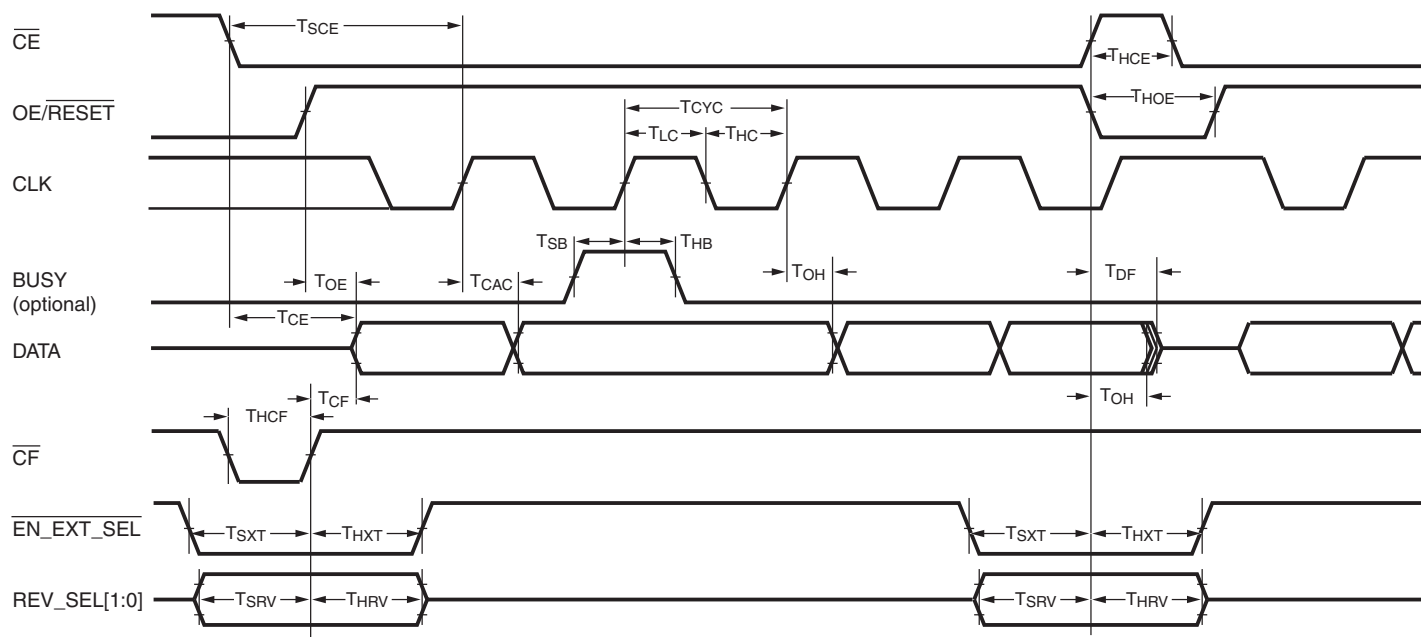 CE
TSCE
THCE
OE/RESET
TCYC
THOE
TLC
THC
CLK
TSB
THB
BUSY
(optional)
TOE
TCAC
TOH
TDF
TCE
DATA
TCF
THCF
TOH
CF
EN_EXT_SEL
TSXT
THXT
TSXT
THXT
REV_SEL[1:0]
TSRV
THRV
TSRV
THRV